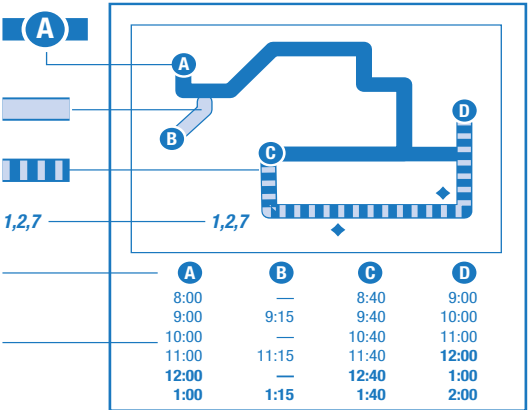 A
A
D
B
C
1,2,7 1,2,7
A B C D
8:00 — 8:40 9:00
9:00 9:15 9:40 10:00
10:00 — 10:40 11:00
11:00 11:15 11:40 12:00
12:00 — 12:40 1:00
1:00 1:15 1:40 2:00